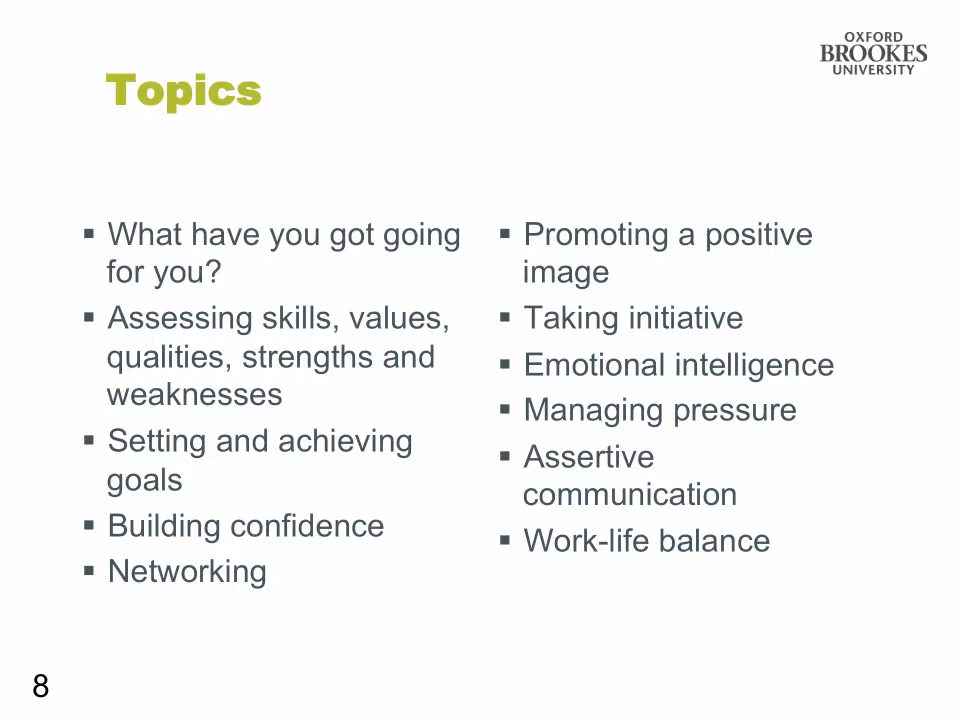 OXFORD
BROOKES
UNIVERSITY
Topics
▪ What have you got going
for you?
▪ Assessing skills, values,
qualities, strengths and
weaknesses
▪ Setting and achieving
goals
▪ Building confidence
▪ Networking
▪ Promoting a positive
image
▪ Taking initiative
▪ Emotional intelligence
▪ Managing pressure
▪ Assertive
communication
▪ Work-life balance
8